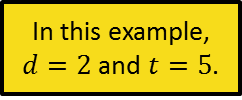 In this example,
𝑑 = 2 and 𝑡 = 5.